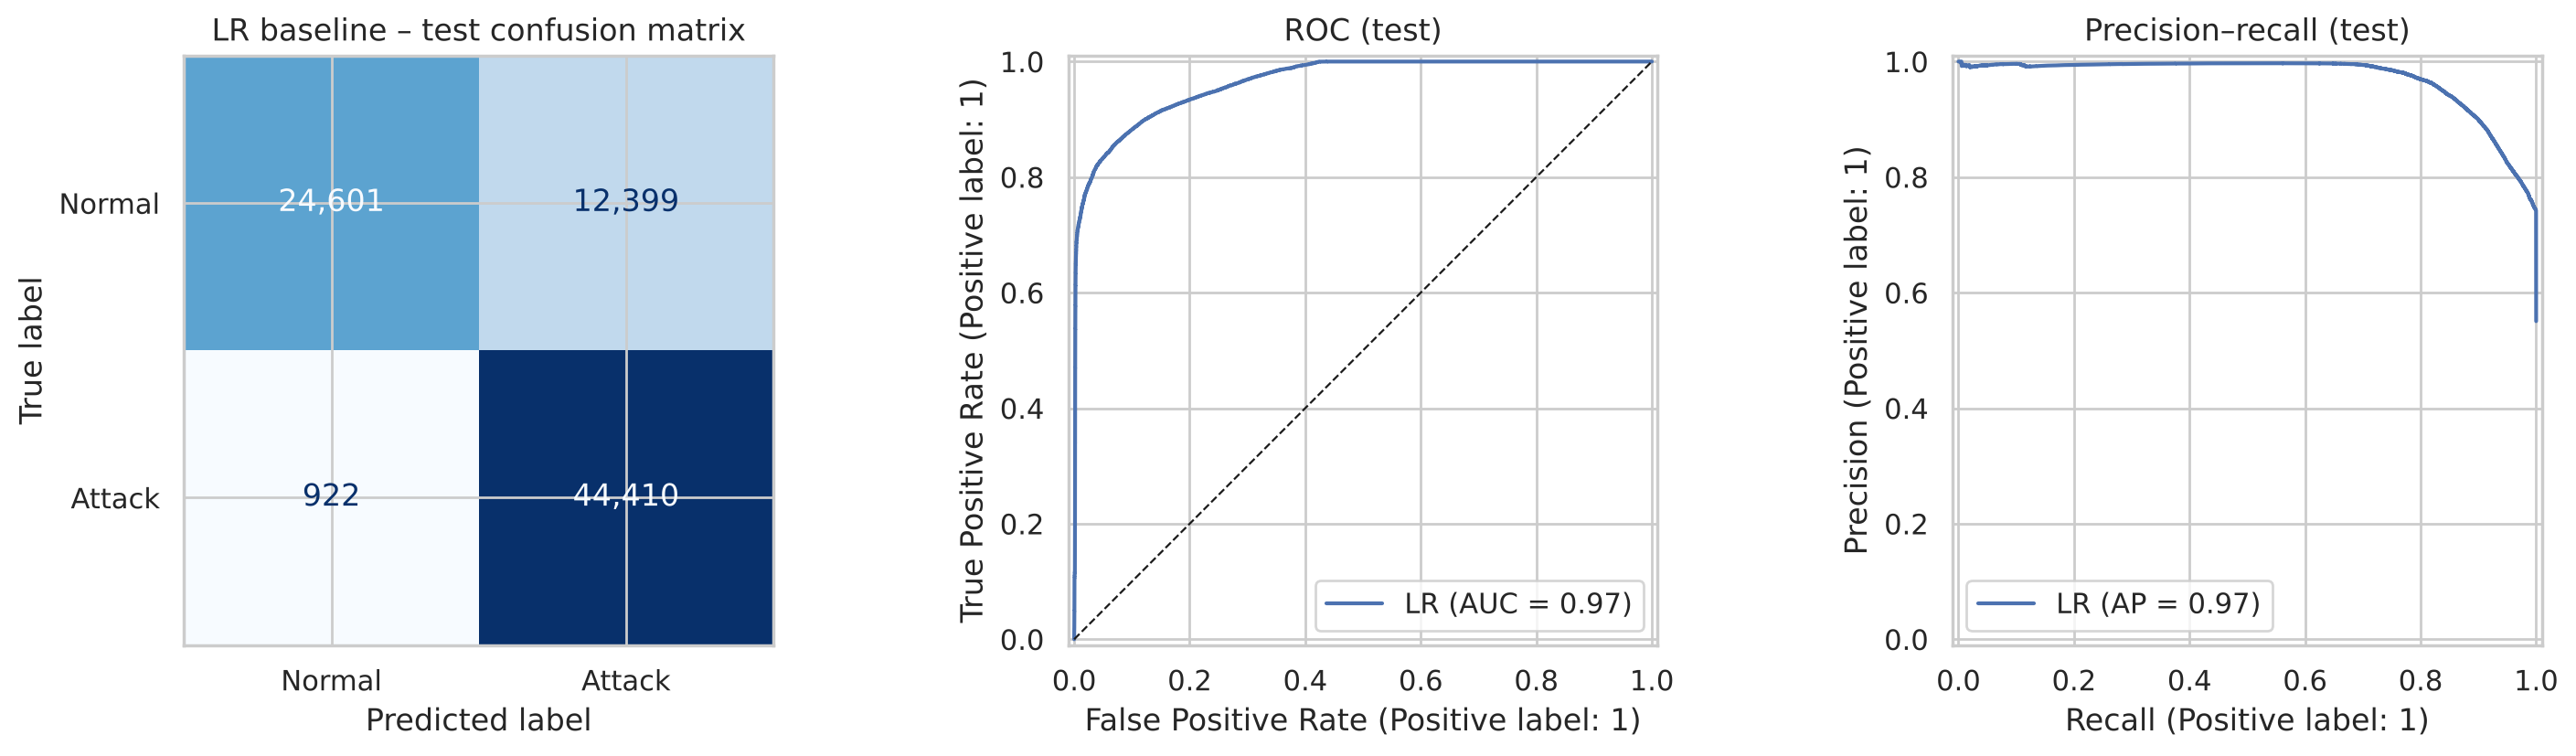 LR baseline – test confusion matrix
True label
Normal
Attack
24,601
12,399
922
44,410
Normal
Attack
Predicted label
ROC (test)
True Positive Rate (Positive label: 1)
1.0
0.8
0.6
0.4
0.2
0.0
LR (AUC = 0.97)
0.0
0.2
0.4
0.6
0.8
1.0
False Positive Rate (Positive label: 1)
Precision–recall (test)
Precision (Positive label: 1)
1.0
0.8
0.6
0.4
0.2
0.0
LR (AP = 0.97)
0.0
0.2
0.4
0.6
0.8
1.0
Recall (Positive label: 1)